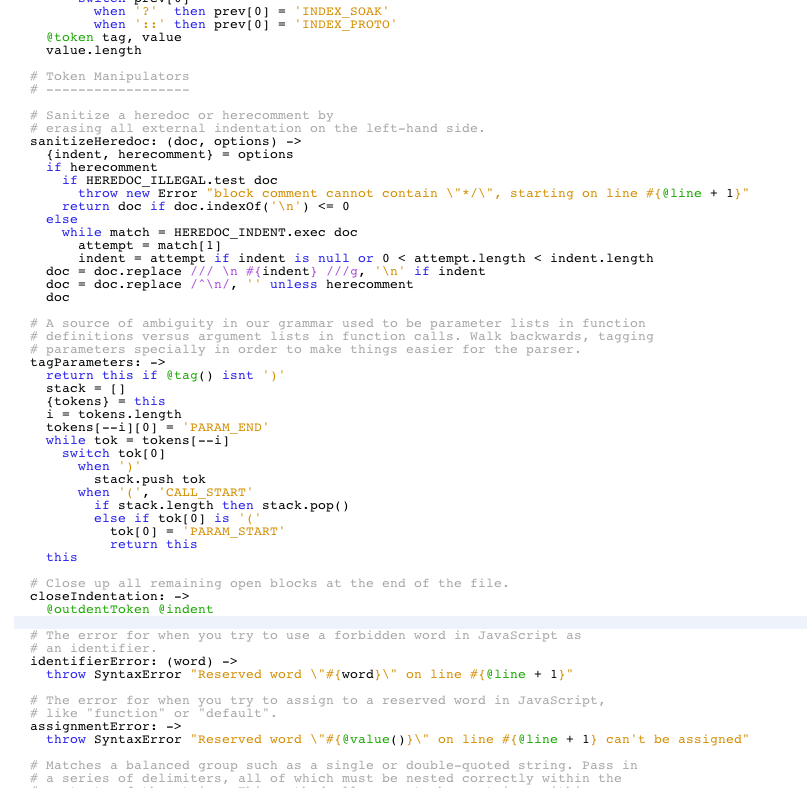 switch prev[0]
when '?'  then prev[0] = 'INDEX_SOAK'
when '::' then prev[0] = 'INDEX_PROTO'
@token tag, value
value.length
# Token Manipulators
# ------------------
# Sanitize a heredoc or herecomment by
# erasing all external indentation on the left-hand side.
sanitizeHeredoc: (doc, options) ->
{indent, herecomment} = options
if herecomment
if HEREDOC_ILLEGAL.test doc
throw new Error "block comment cannot contain \"*/\", starting on line #{@line + 1}"
return doc if doc.indexOf('\n') <= 0
else
while match = HEREDOC_INDENT.exec doc
attempt = match[1]
indent = attempt if indent is null or 0 < attempt.length < indent.length
doc = doc.replace /// \n #{indent} ///g, '\n' if indent
doc = doc.replace /^\n/, '' unless herecomment
doc
# A source of ambiguity in our grammar used to be parameter lists in function
# definitions versus argument lists in function calls. Walk backwards, tagging
# parameters specially in order to make things easier for the parser.
tagParameters: ->
return this if @tag() isnt ')'
stack = []
{tokens} = this
i = tokens.length
tokens[--i][0] = 'PARAM_END'
while tok = tokens[--i]
switch tok[0]
when ')'
stack.push tok
when '(', 'CALL_START'
if stack.length then stack.pop()
else if tok[0] is '('
tok[0] = 'PARAM_START'
return this
this
# Close up all remaining open blocks at the end of the file.
closeIndentation: ->
@outdentToken @indent
# The error for when you try to use a forbidden word in JavaScript as
# an identifier.
identifierError: (word) ->
throw SyntaxError "Reserved word \"#{word}\" on line #{@line + 1}"
# The error for when you try to assign to a reserved word in JavaScript,
# like "function" or "default".
assignmentError: ->
throw SyntaxError "Reserved word \"#{@value()}\" on line #{@line + 1} can't be assigned"
# Matches a balanced group such as a single or double-quoted string. Pass in
# a series of delimiters, all of which must be nested correctly within the